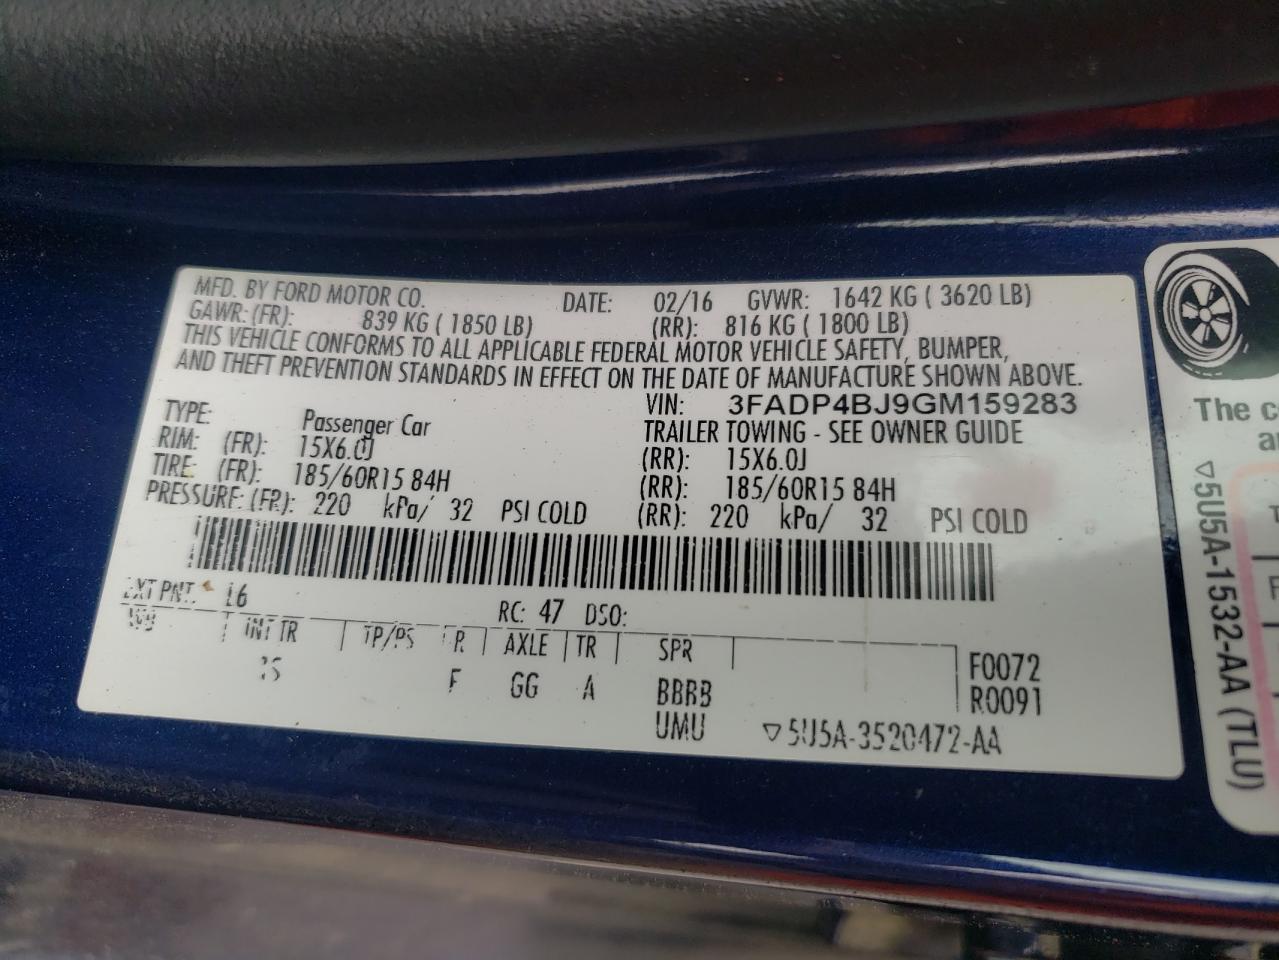 MFD. BY FORD MOTOR CO. DATE: 02/16 GVWR: 1642 KG ( 3620 LB)
GAWR: (FR): 839 KG ( 1850 LB) (RR): 816 KG ( 1800 LB)
THIS VEHICLE CONFORMS TO ALL APPLICABLE FEDERAL MOTOR VEHICLE SAFETY, BUMPER,
AND THEFT PREVENTION STANDARDS IN EFFECT ON THE DATE OF MANUFACTURE SHOWN ABOVE.
VIN: 3FADP4BJ9GM159283
TYPE: Passenger Car TRAILER TOWING - SEE OWNER GUIDE
RIM: (FR): 15X6.0J (RR): 15X6.0J
TIRE: (FR): 185/60R15 84H (RR): 185/60R15 84H
PRESSURE: (FR): 220 kPa/ 32 PSI COLD (RR): 220 kPa/ 32 PSI COLD
EXT PNT: L6 RC: 47 DSO:
INT TR TP/PS R AXLE TR SPR F0072
F GG A BBRB R0091
UMU ▽5U5A-3520472-AA
The c
▽5U5A-1532-AA (TLU)